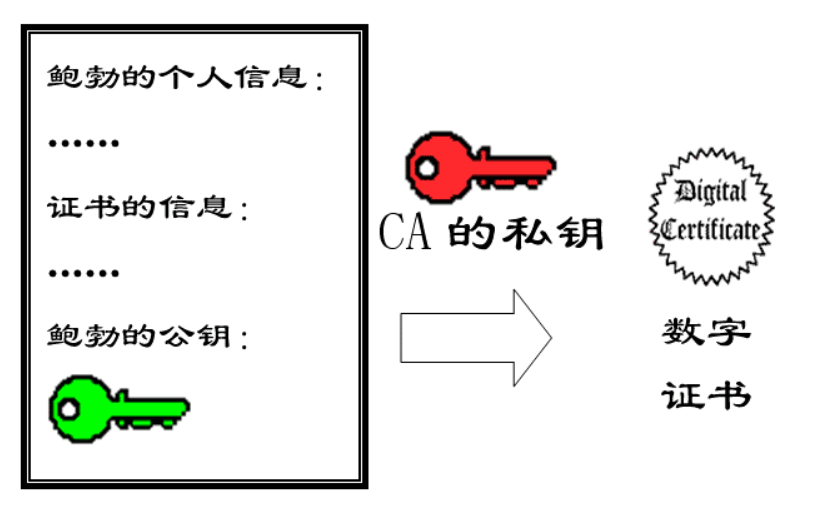 鲍勃的个人信息：
······
证书的信息：
······
鲍勃的公钥：
CA 的私钥
Digital
Certificate
数字
证书